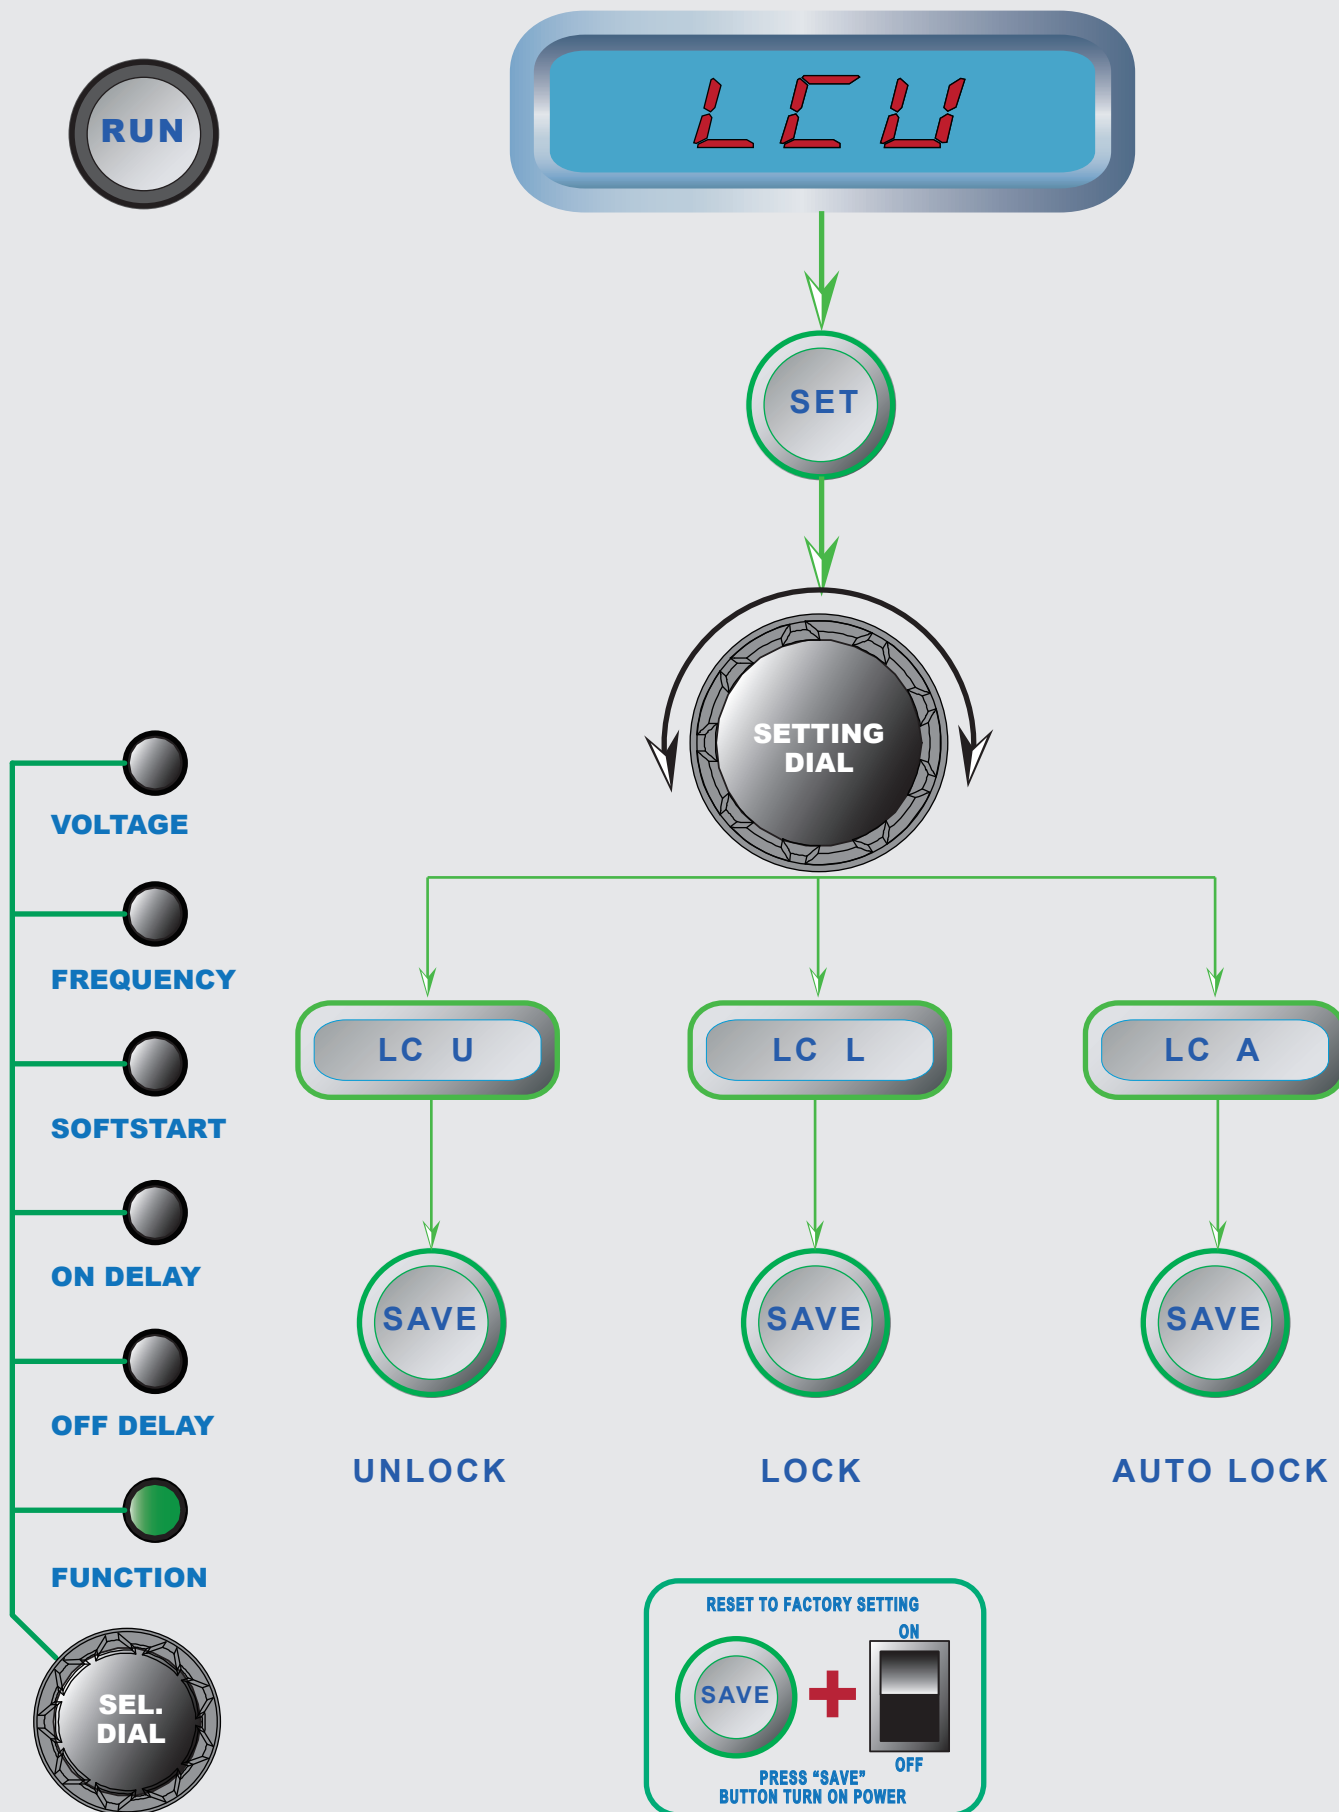 RUN
LCU
SET
SETTING
DIAL
VOLTAGE
FREQUENCY
SOFTSTART
ON DELAY
OFF DELAY
FUNCTION
SEL.
DIAL
LC U
LC L
LC A
SAVE
SAVE
SAVE
UNLOCK
LOCK
AUTO LOCK
RESET TO FACTORY SETTING
ON
SAVE
OFF
PRESS “SAVE”
BUTTON TURN ON POWER